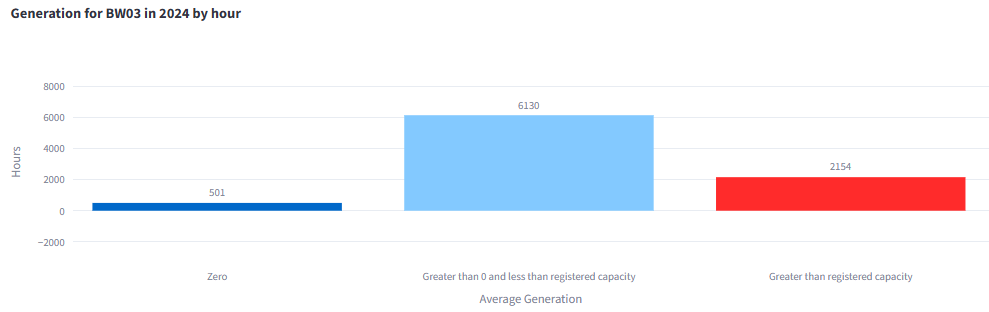 Generation for BW03 in 2024 by hour
8000
6000
4000
2000
0
−2000
Hours
501
6130
2154
Zero
Greater than 0 and less than registered capacity
Greater than registered capacity
Average Generation